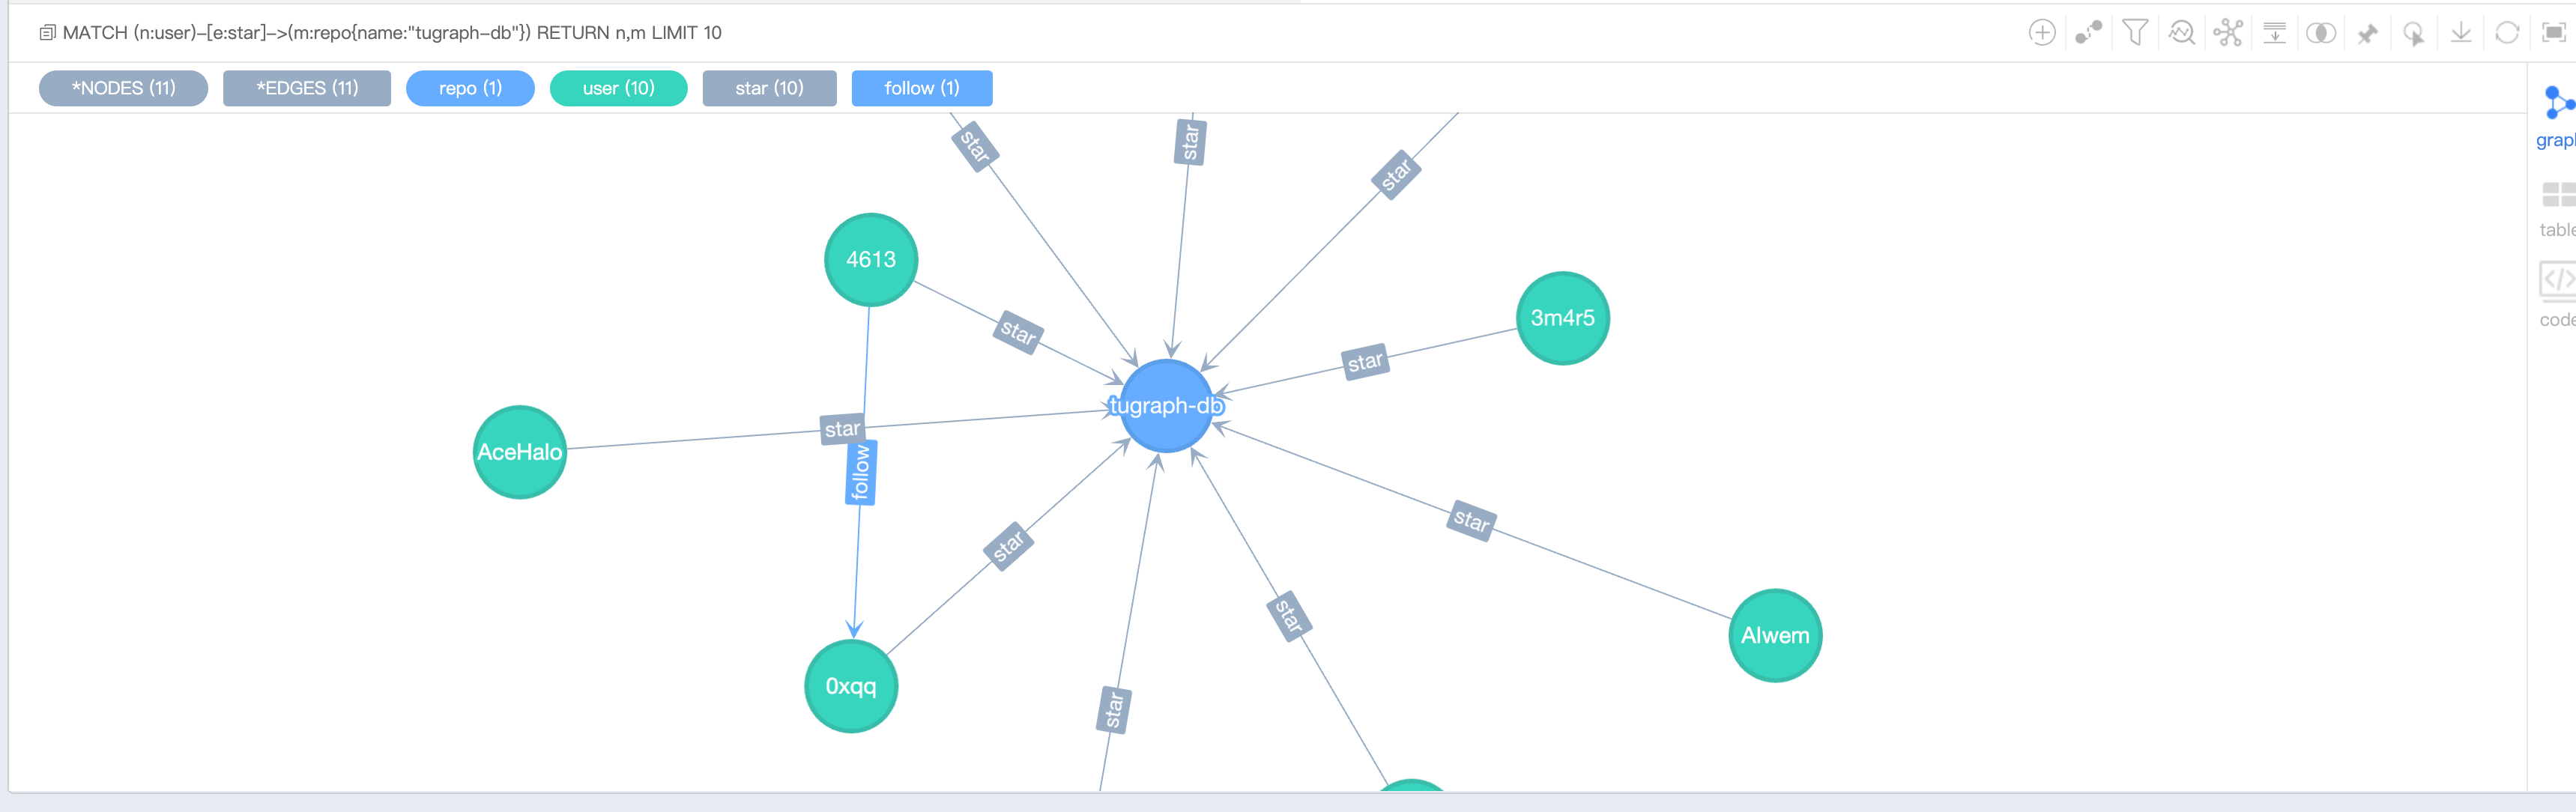 MATCH (n:user)-[e:star]->(m:repo{name:"tugraph-db"}) RETURN n,m LIMIT 10
*NODES (11) *EDGES (11) repo (1) user (10) star (10) follow (1)
star
star
star
4613
star
3m4r5
star
tugraph-db
star
AceHalo
follow
star
star
star
Alwem
0xqq
star
grap
table
code